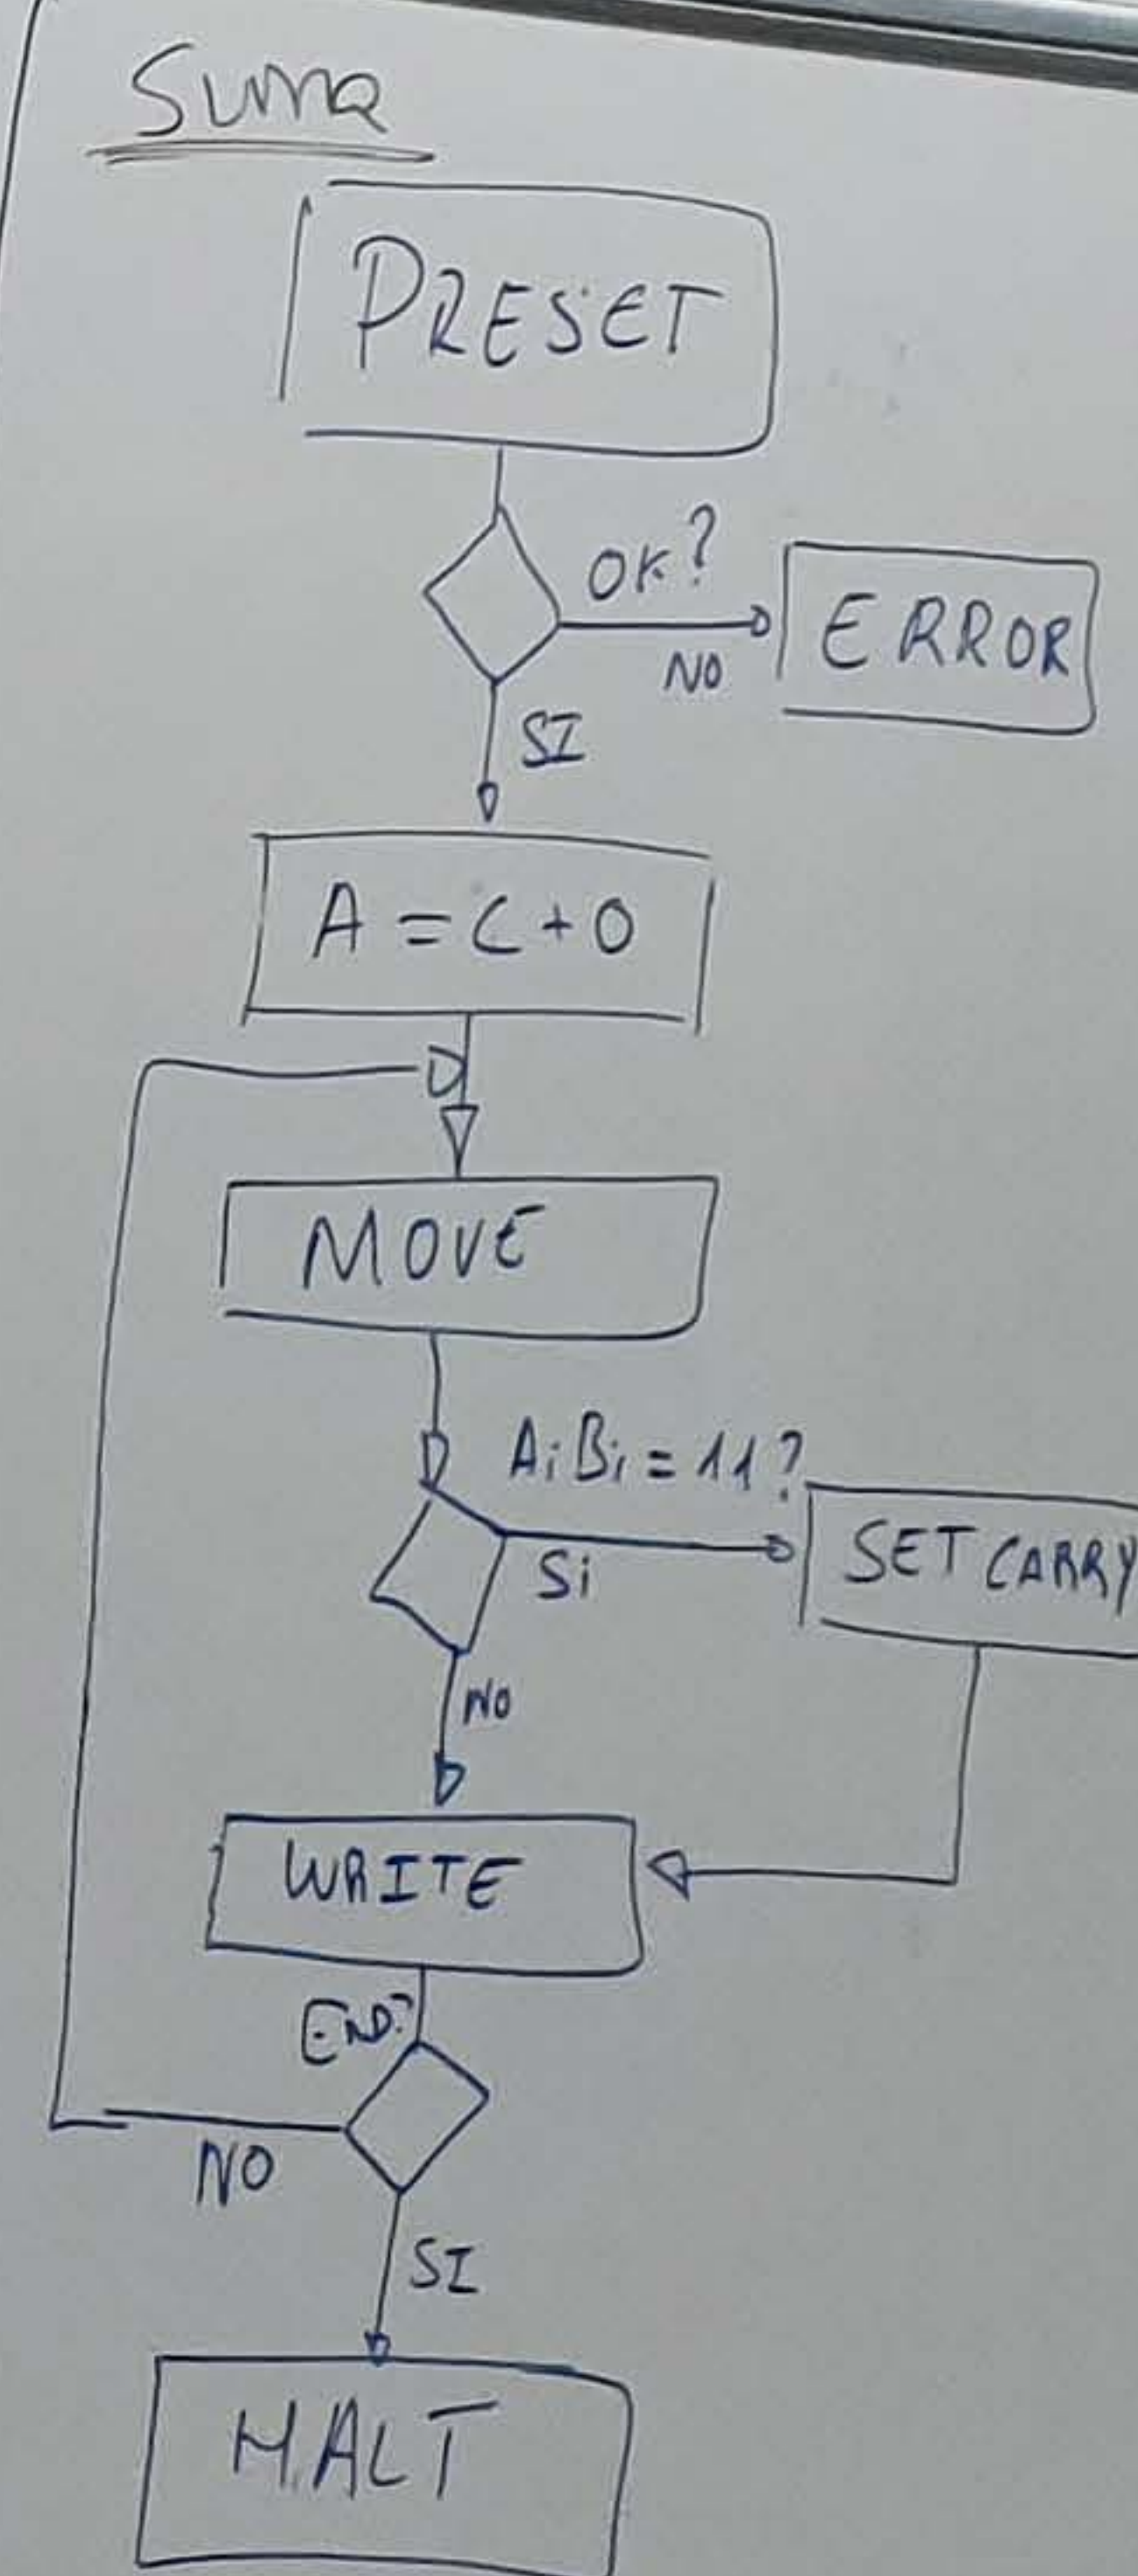 Suma
PRESET
OK?
NO
ERROR
SI
A = C + 0
MOVE
AiBi = 11?
Si
SET CARRY
NO
WRITE
END?
NO
SI
HALT